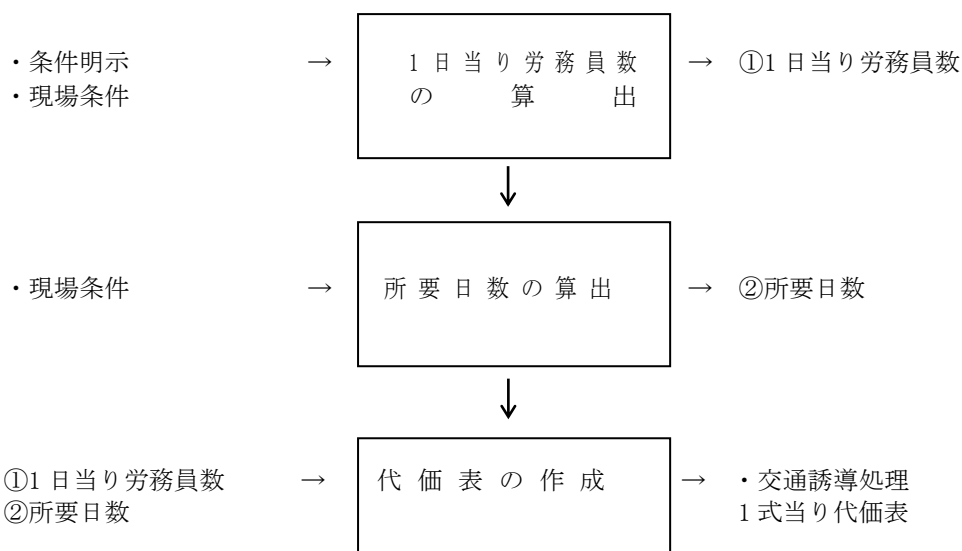 ・条件明示 → 1日当り労務員数 → ①1日当り労務員数
・現場条件 の算出
↓
・現場条件 → 所要日数の算出 → ②所要日数
↓
①1日当り労務員数 → 代価表の作成 → ・交通誘導処理
②所要日数 1式当り代価表